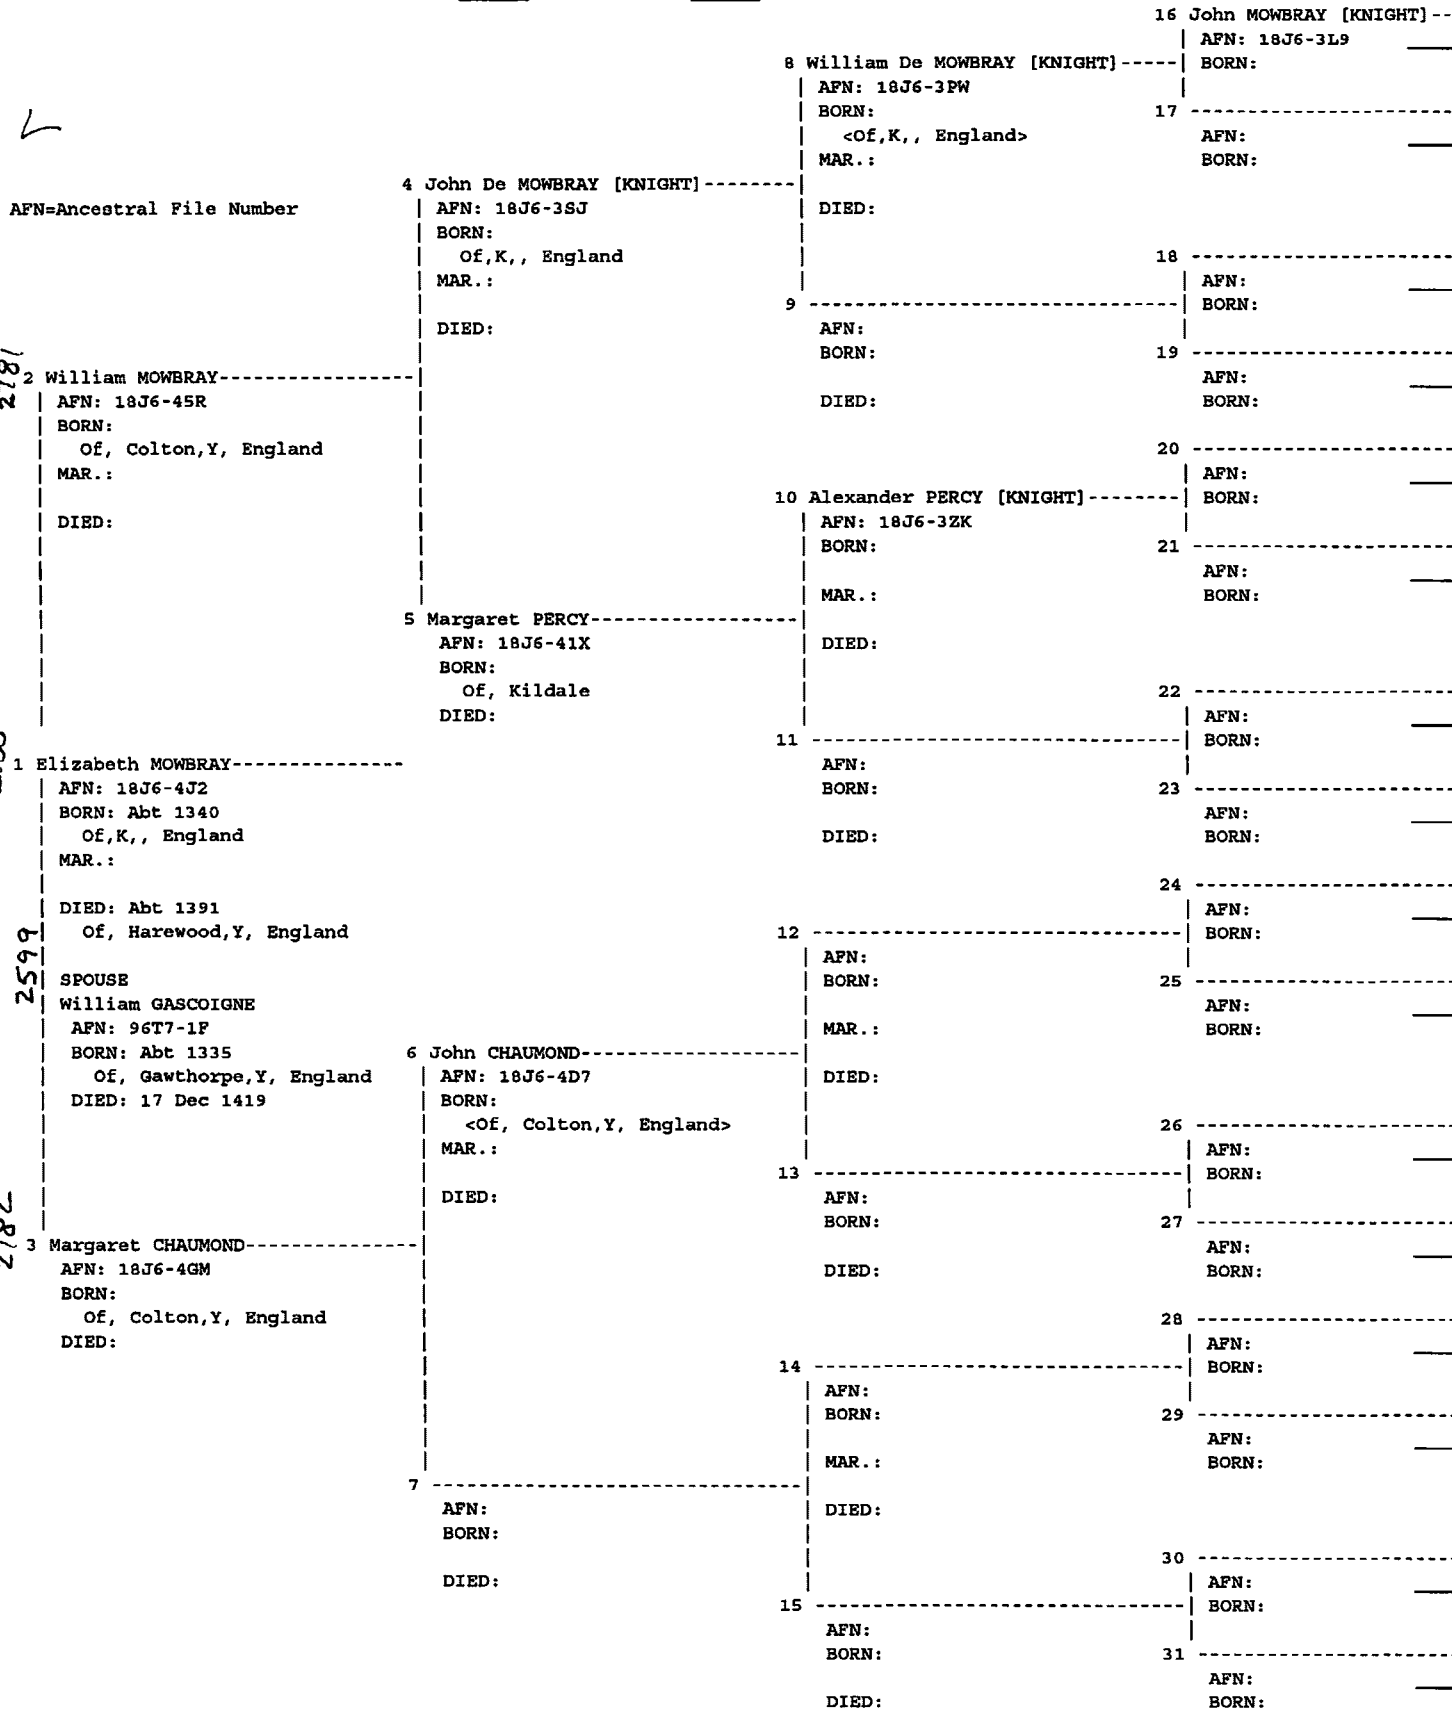 16 John MOWBRAY [KNIGHT]--
AFN: 18J6-3L9
BORN:
8 William De MOWBRAY [KNIGHT]-----
AFN: 18J6-3PW
BORN:
<Of,K,, England>
MAR.:
DIED:
17
AFN:
BORN:
4 John De MOWBRAY [KNIGHT]--------
AFN: 18J6-3SJ
BORN:
Of,K,, England
MAR.:
DIED:
AFN=Ancestral File Number
18
AFN:
BORN:
9
AFN:
BORN:
DIED:
19
AFN:
BORN:
2781
2 William MOWBRAY----------------
AFN: 18J6-45R
BORN:
Of, Colton,Y, England
MAR.:
DIED:
20
AFN:
BORN:
10 Alexander PERCY [KNIGHT]--------
AFN: 18J6-3ZK
BORN:
MAR.:
DIED:
21
AFN:
BORN:
5 Margaret PERCY-----------------
AFN: 18J6-41X
BORN:
Of, Kildale
DIED:
22
AFN:
BORN:
11
AFN:
BORN:
DIED:
23
AFN:
BORN:
1 Elizabeth MOWBRAY--------------
AFN: 18J6-4J2
BORN: Abt 1340
Of,K,, England
MAR.:
DIED: Abt 1391
Of, Harewood,Y, England
2599
SPOUSE
William GASCOIGNE
AFN: 96T7-1F
BORN: Abt 1335
Of, Gawthorpe,Y, England
DIED: 17 Dec 1419
24
AFN:
BORN:
12
AFN:
BORN:
MAR.:
DIED:
25
AFN:
BORN:
6 John CHAUMOND------------------
AFN: 18J6-4D7
BORN:
<Of, Colton,Y, England>
MAR.:
DIED:
26
AFN:
BORN:
13
AFN:
BORN:
DIED:
27
AFN:
BORN:
2782
3 Margaret CHAUMOND--------------
AFN: 18J6-4GM
BORN:
Of, Colton,Y, England
DIED:
28
AFN:
BORN:
14
AFN:
BORN:
MAR.:
DIED:
29
AFN:
BORN:
7
AFN:
BORN:
DIED:
30
AFN:
BORN:
15
AFN:
BORN:
DIED:
31
AFN:
BORN: